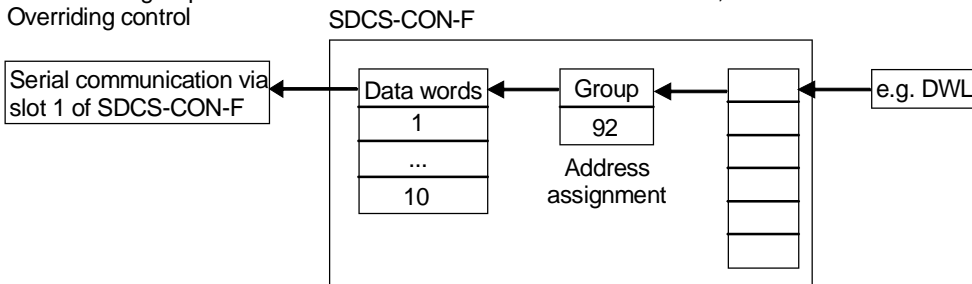 Overriding control
SDCS-CON-F
Serial communication via
slot 1 of SDCS-CON-F
Data words
1
...
10
Group
92
Address
assignment
e.g. DWL